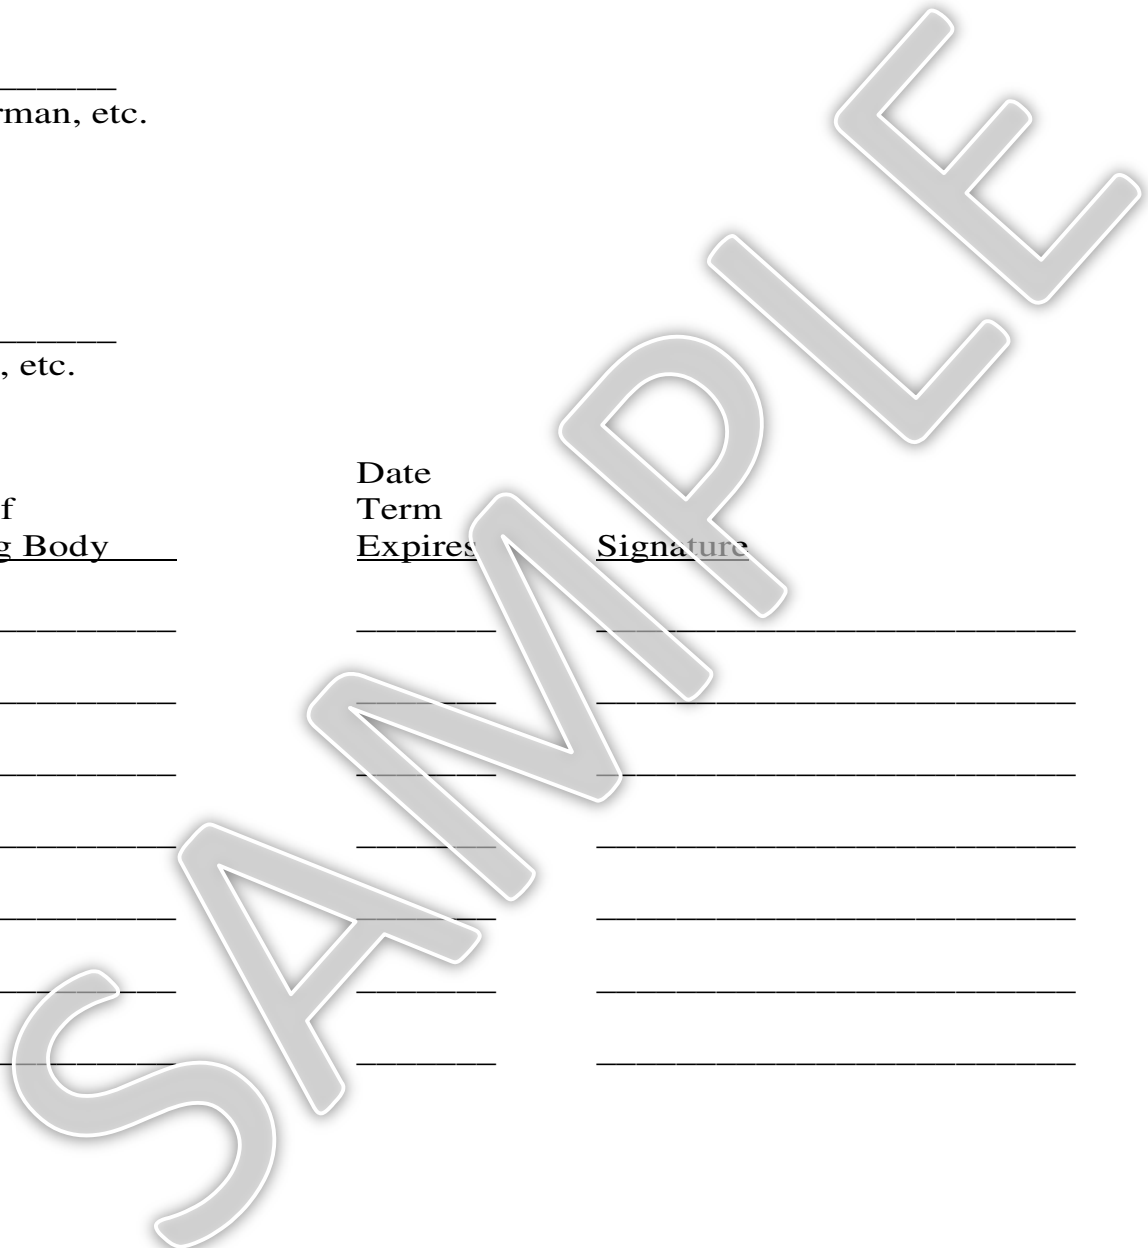 rman, etc.
, etc.
Date
f Term
g Body Expires Signature
SAMPLE